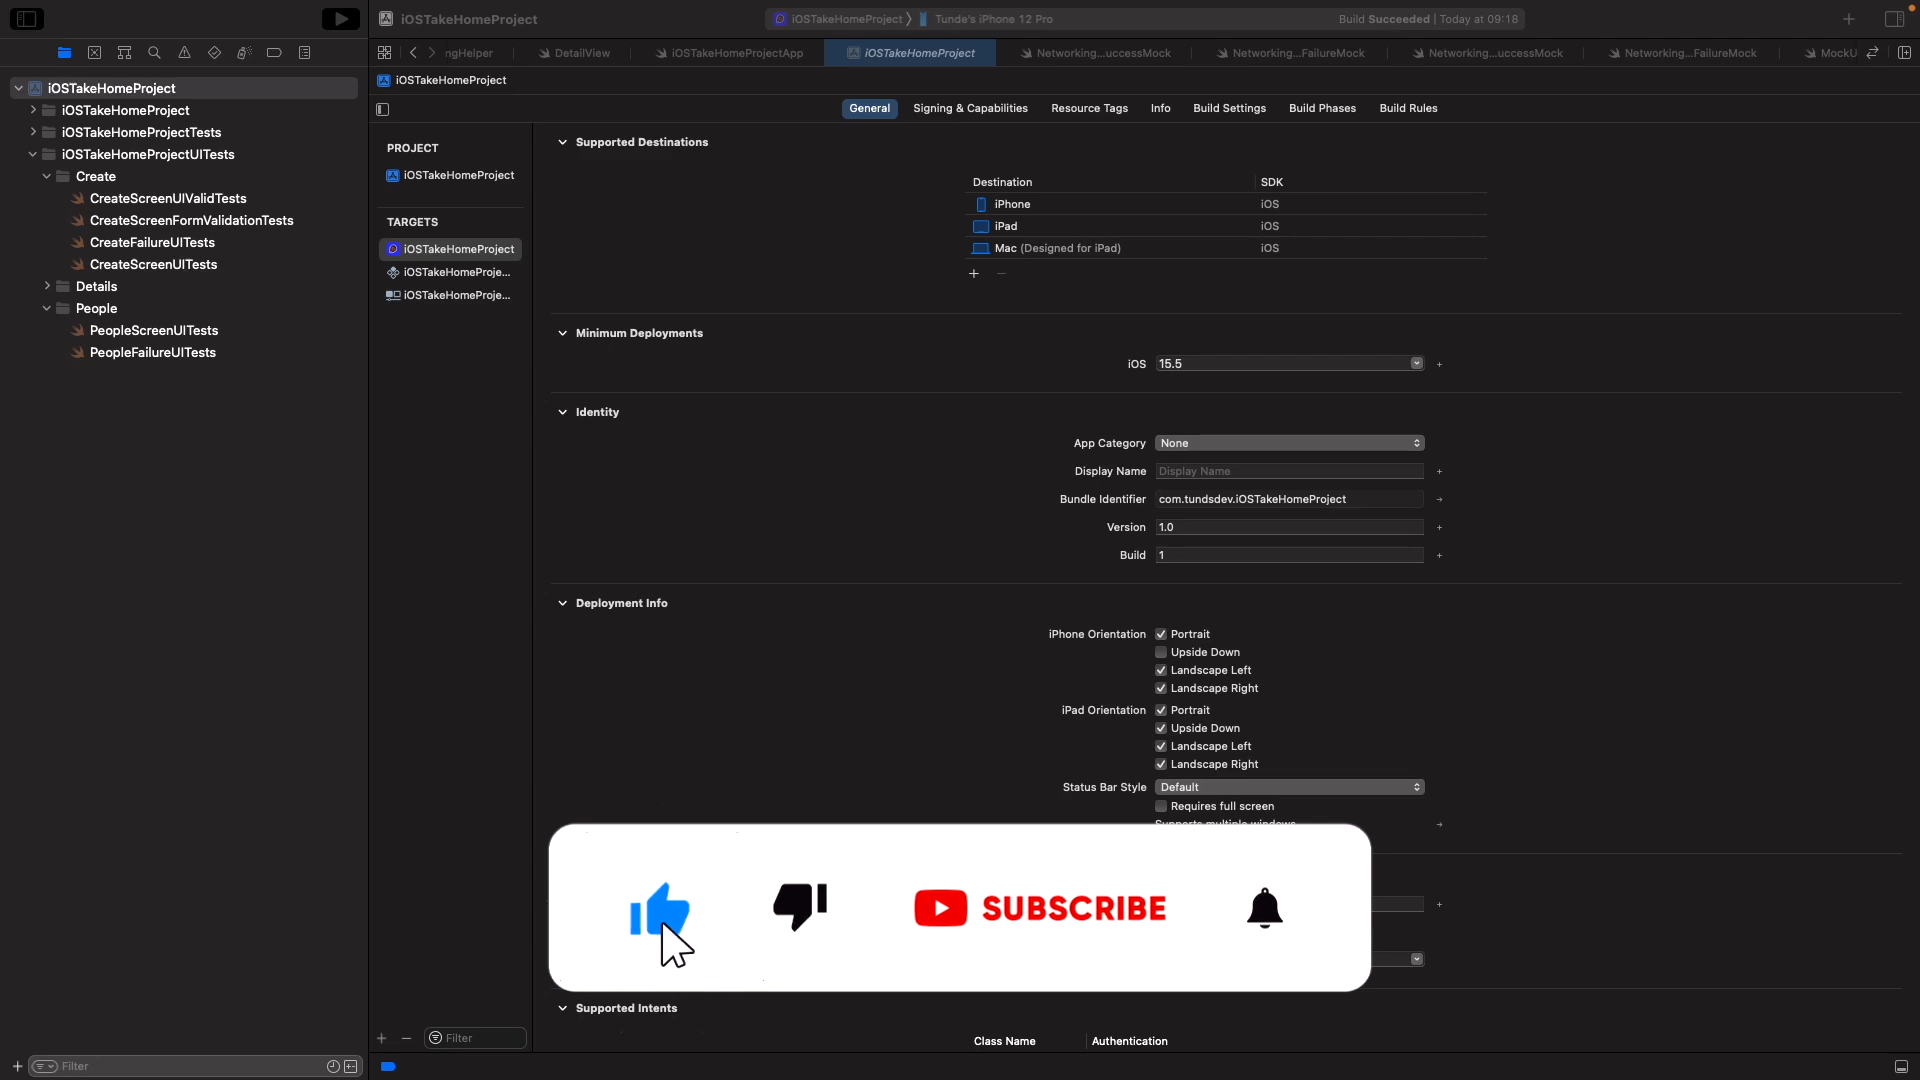 iOSTakeHomeProject
iOSTakeHomeProject
Tunde's iPhone 12 Pro
Build Succeeded | Today at 09:18
ngHelper
DetailView
iOSTakeHomeProjectApp
iOSTakeHomeProject
Networking...uccessMock
Networking...FailureMock
Networking...uccessMock
Networking...FailureMock
MockU
iOSTakeHomeProject
General
Signing & Capabilities
Resource Tags
Info
Build Settings
Build Phases
Build Rules
iOSTakeHomeProject
iOSTakeHomeProject
iOSTakeHomeProjectTests
iOSTakeHomeProjectUITests
Create
CreateScreenUIValidTests
CreateScreenFormValidationTests
CreateFailureUITests
CreateScreenUITests
Details
People
PeopleScreenUITests
PeopleFailureUITests
Filter
PROJECT
iOSTakeHomeProject
TARGETS
iOSTakeHomeProject
iOSTakeHomeProje...
iOSTakeHomeProje...
Filter
Supported Destinations
Destination
SDK
iPhone
iOS
iPad
iOS
Mac (Designed for iPad)
iOS
Minimum Deployments
iOS
15.5
Identity
App Category
None
Display Name
Display Name
Bundle Identifier
com.tundsdev.iOSTakeHomeProject
Version
1.0
Build
1
Deployment Info
iPhone Orientation
Portrait
Upside Down
Landscape Left
Landscape Right
iPad Orientation
Portrait
Upside Down
Landscape Left
Landscape Right
Status Bar Style
Default
Requires full screen
Supports multiple windows
SUBSCRIBE
Supported Intents
Class Name
Authentication